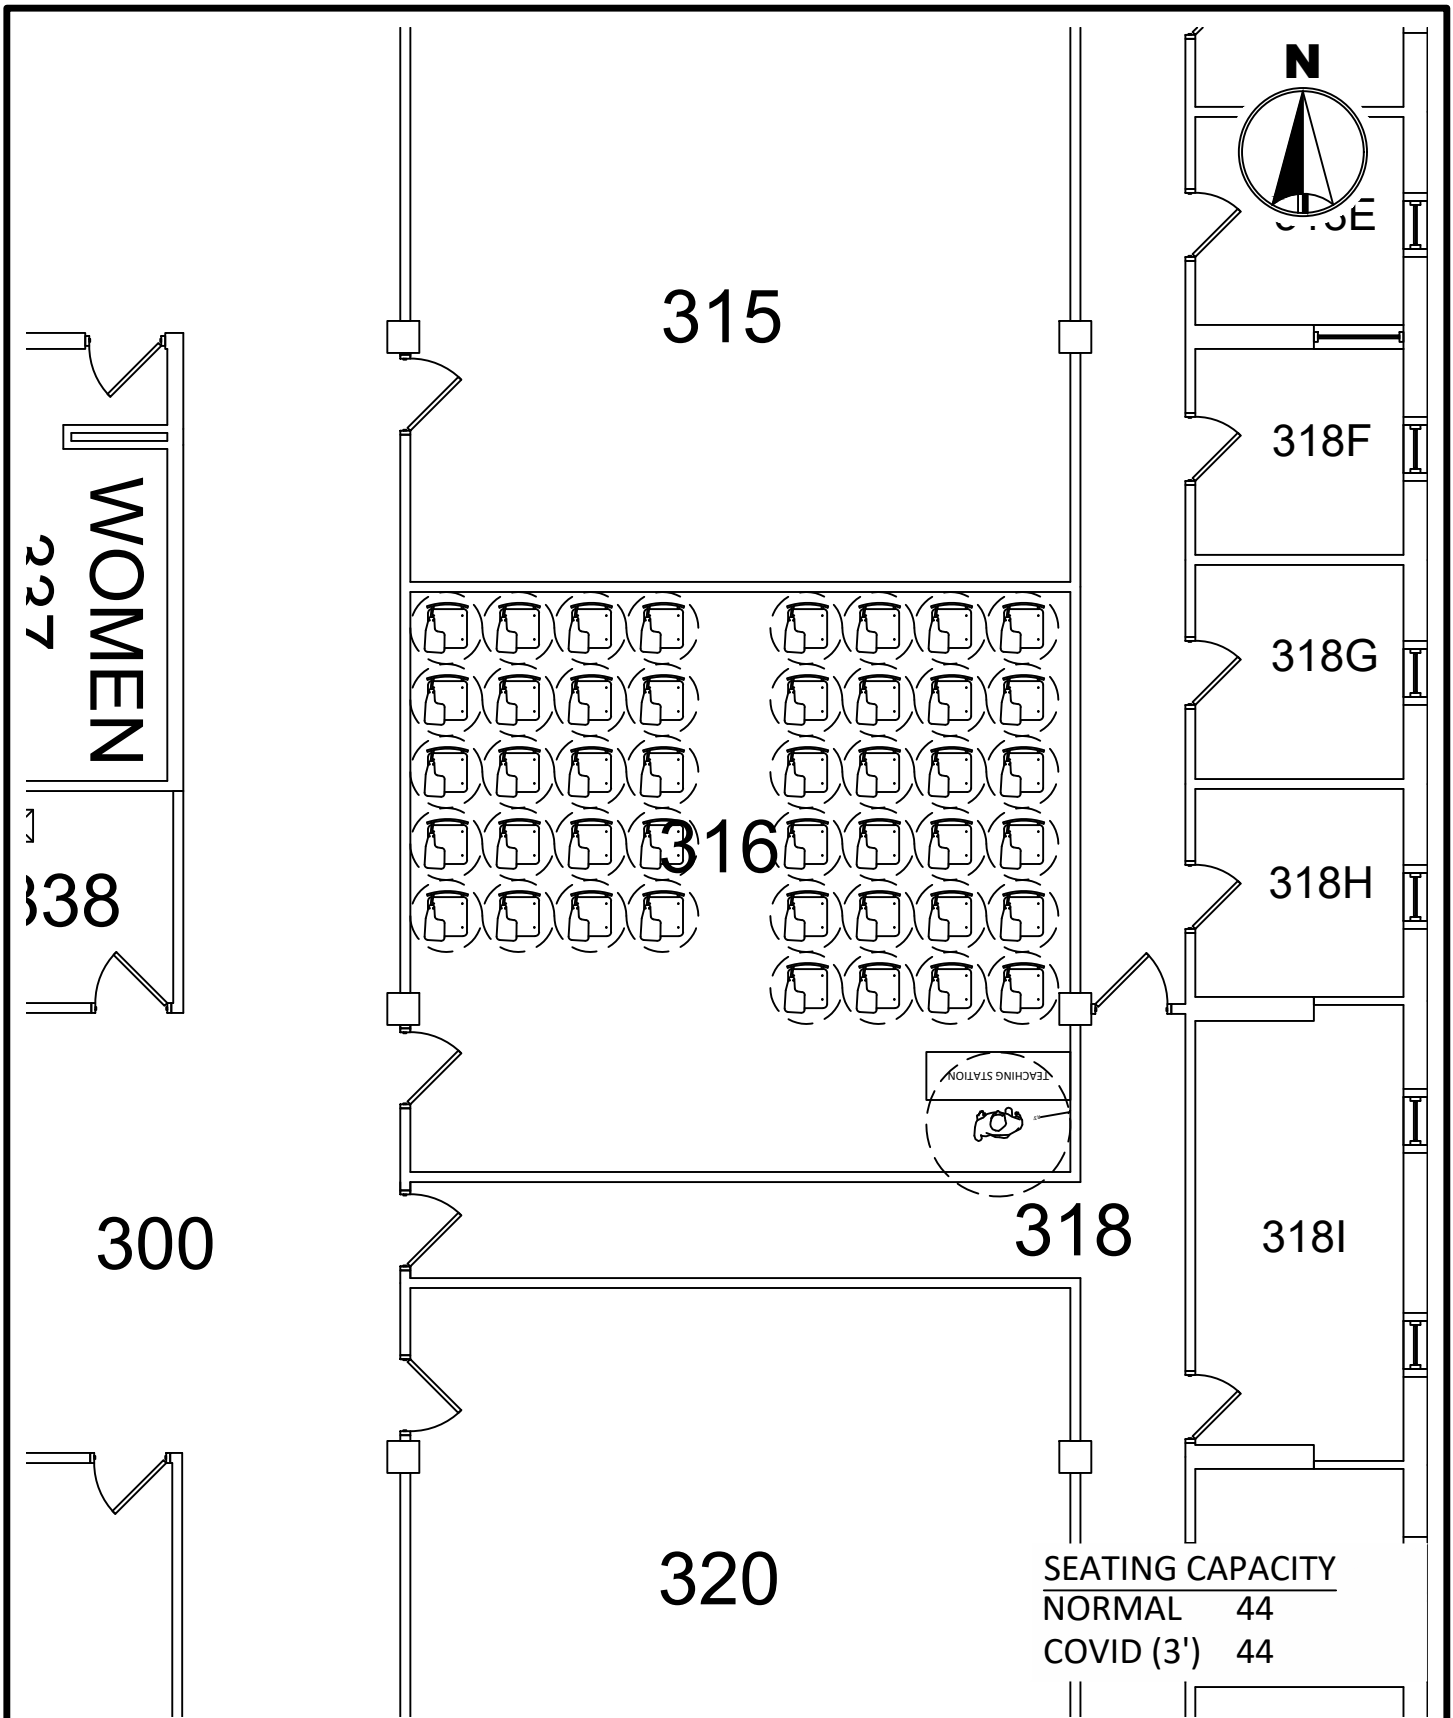 N
315
318F
WOMEN
318G
316
318H
TEACHING STATION
300
318
318I
320
SEATING CAPACITY
NORMAL 44
COVID (3') 44